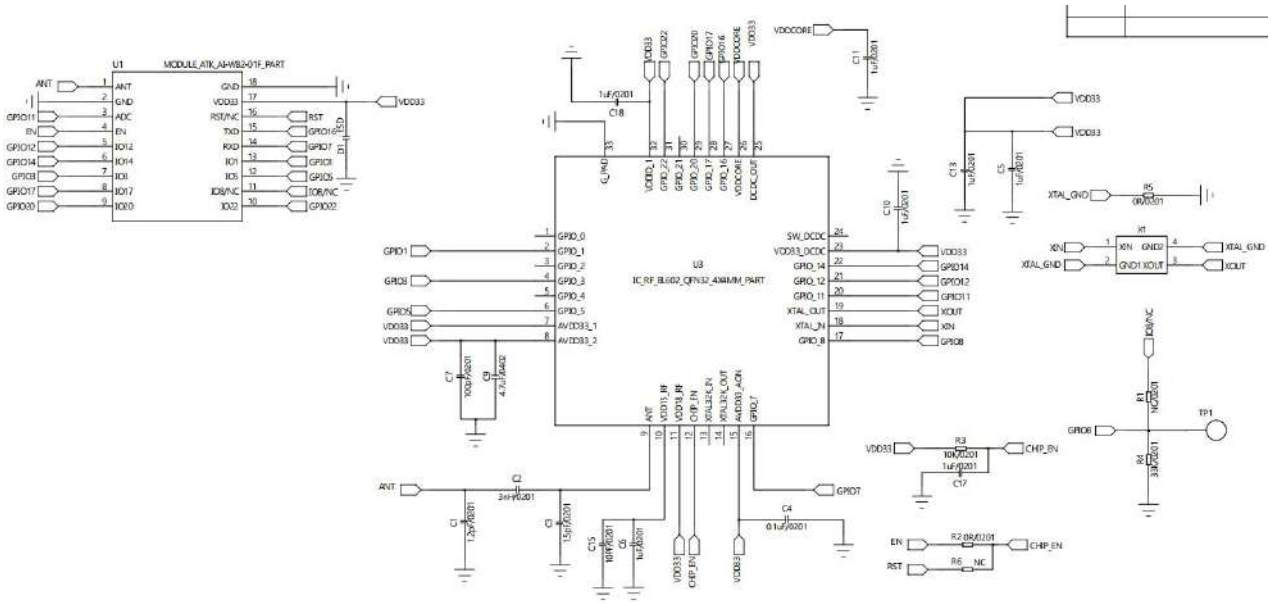 U1 MODULE_ATK_AI-WB2-01F_PART
ANT 1 ANT GND 18
2 GND VDD33 17 VDD33
GPIO11 3 ADC RST/NC 16 RST
EN 4 EN TXD 15 GPIO16
GPIO12 5 IO12 RXD 14 GPIO7
GPIO14 6 IO14 IO1 13 GPIO1
GPIO3 7 IO3 IO5 12 GPIO5
GPIO17 8 IO17 IO8/NC 11 IO8/NC
GPIO20 9 IO20 IO22 10 GPIO22
D1
VDD33 GPIO22 GPIO20 GPIO17 GPIO16 VDDCORE VDD33
1uF/0201
C18
33 32 31 30 29 28 27 26 25
G_PAD VDDIO_1 GPIO_22 GPIO_21 GPIO_20 GPIO_17 GPIO_16 VDDCORE DCDC_OUT
U3
IC_RF_BL602_QFN32_4X4MM_PART
1 GPIO_0
GPIO1 2 GPIO_1
3 GPIO_2
GPIO3 4 GPIO_3
5 GPIO_4
GPIO5 6 GPIO_5
VDD33 7 AVDD33_1
VDD33 8 AVDD33_2
SW_DCDC 24
VDD33_DCDC 23 VDD33
GPIO_14 22 GPIO14
GPIO_12 21 GPIO12
GPIO_11 20 GPIO11
XTAL_OUT 19 XOUT
XTAL_IN 18 XIN
GPIO_8 17 GPIO8
C10
1uF/0201
C7
100pF/0201
C9
4.7uF/0402
ANT VDD15_RF VDD18_RF CHIP_EN XTAL32K_IN XTAL32K_OUT AVDD33_AON GPIO_7
9 10 11 12 13 14 15 16
ANT
C2
3nH/0201
C1
1.2pF/0201
C3
1.5pF/0201
C15
10PF/0201
C6
1uF/0201
VDD33
CHIP_EN
VDD33
C4
0.1uF/0201
GPIO7
VDDCORE
C11
1uF/0201
VDD33
VDD33
C13
1uF/0201
C5
1uF/0201
XTAL_GND
R5
0R/0201
X1
XIN 1 XIN GND2 4 XTAL_GND
XTAL_GND 2 GND1 XOUT 3 XOUT
IO8/NC
R1
NC/0201
GPIO8
TP1
R4
33K/0201
VDD33
R3
10K/0201
CHIP_EN
1uF/0201
C17
EN R2 0R/0201 CHIP_EN
RST R6 NC